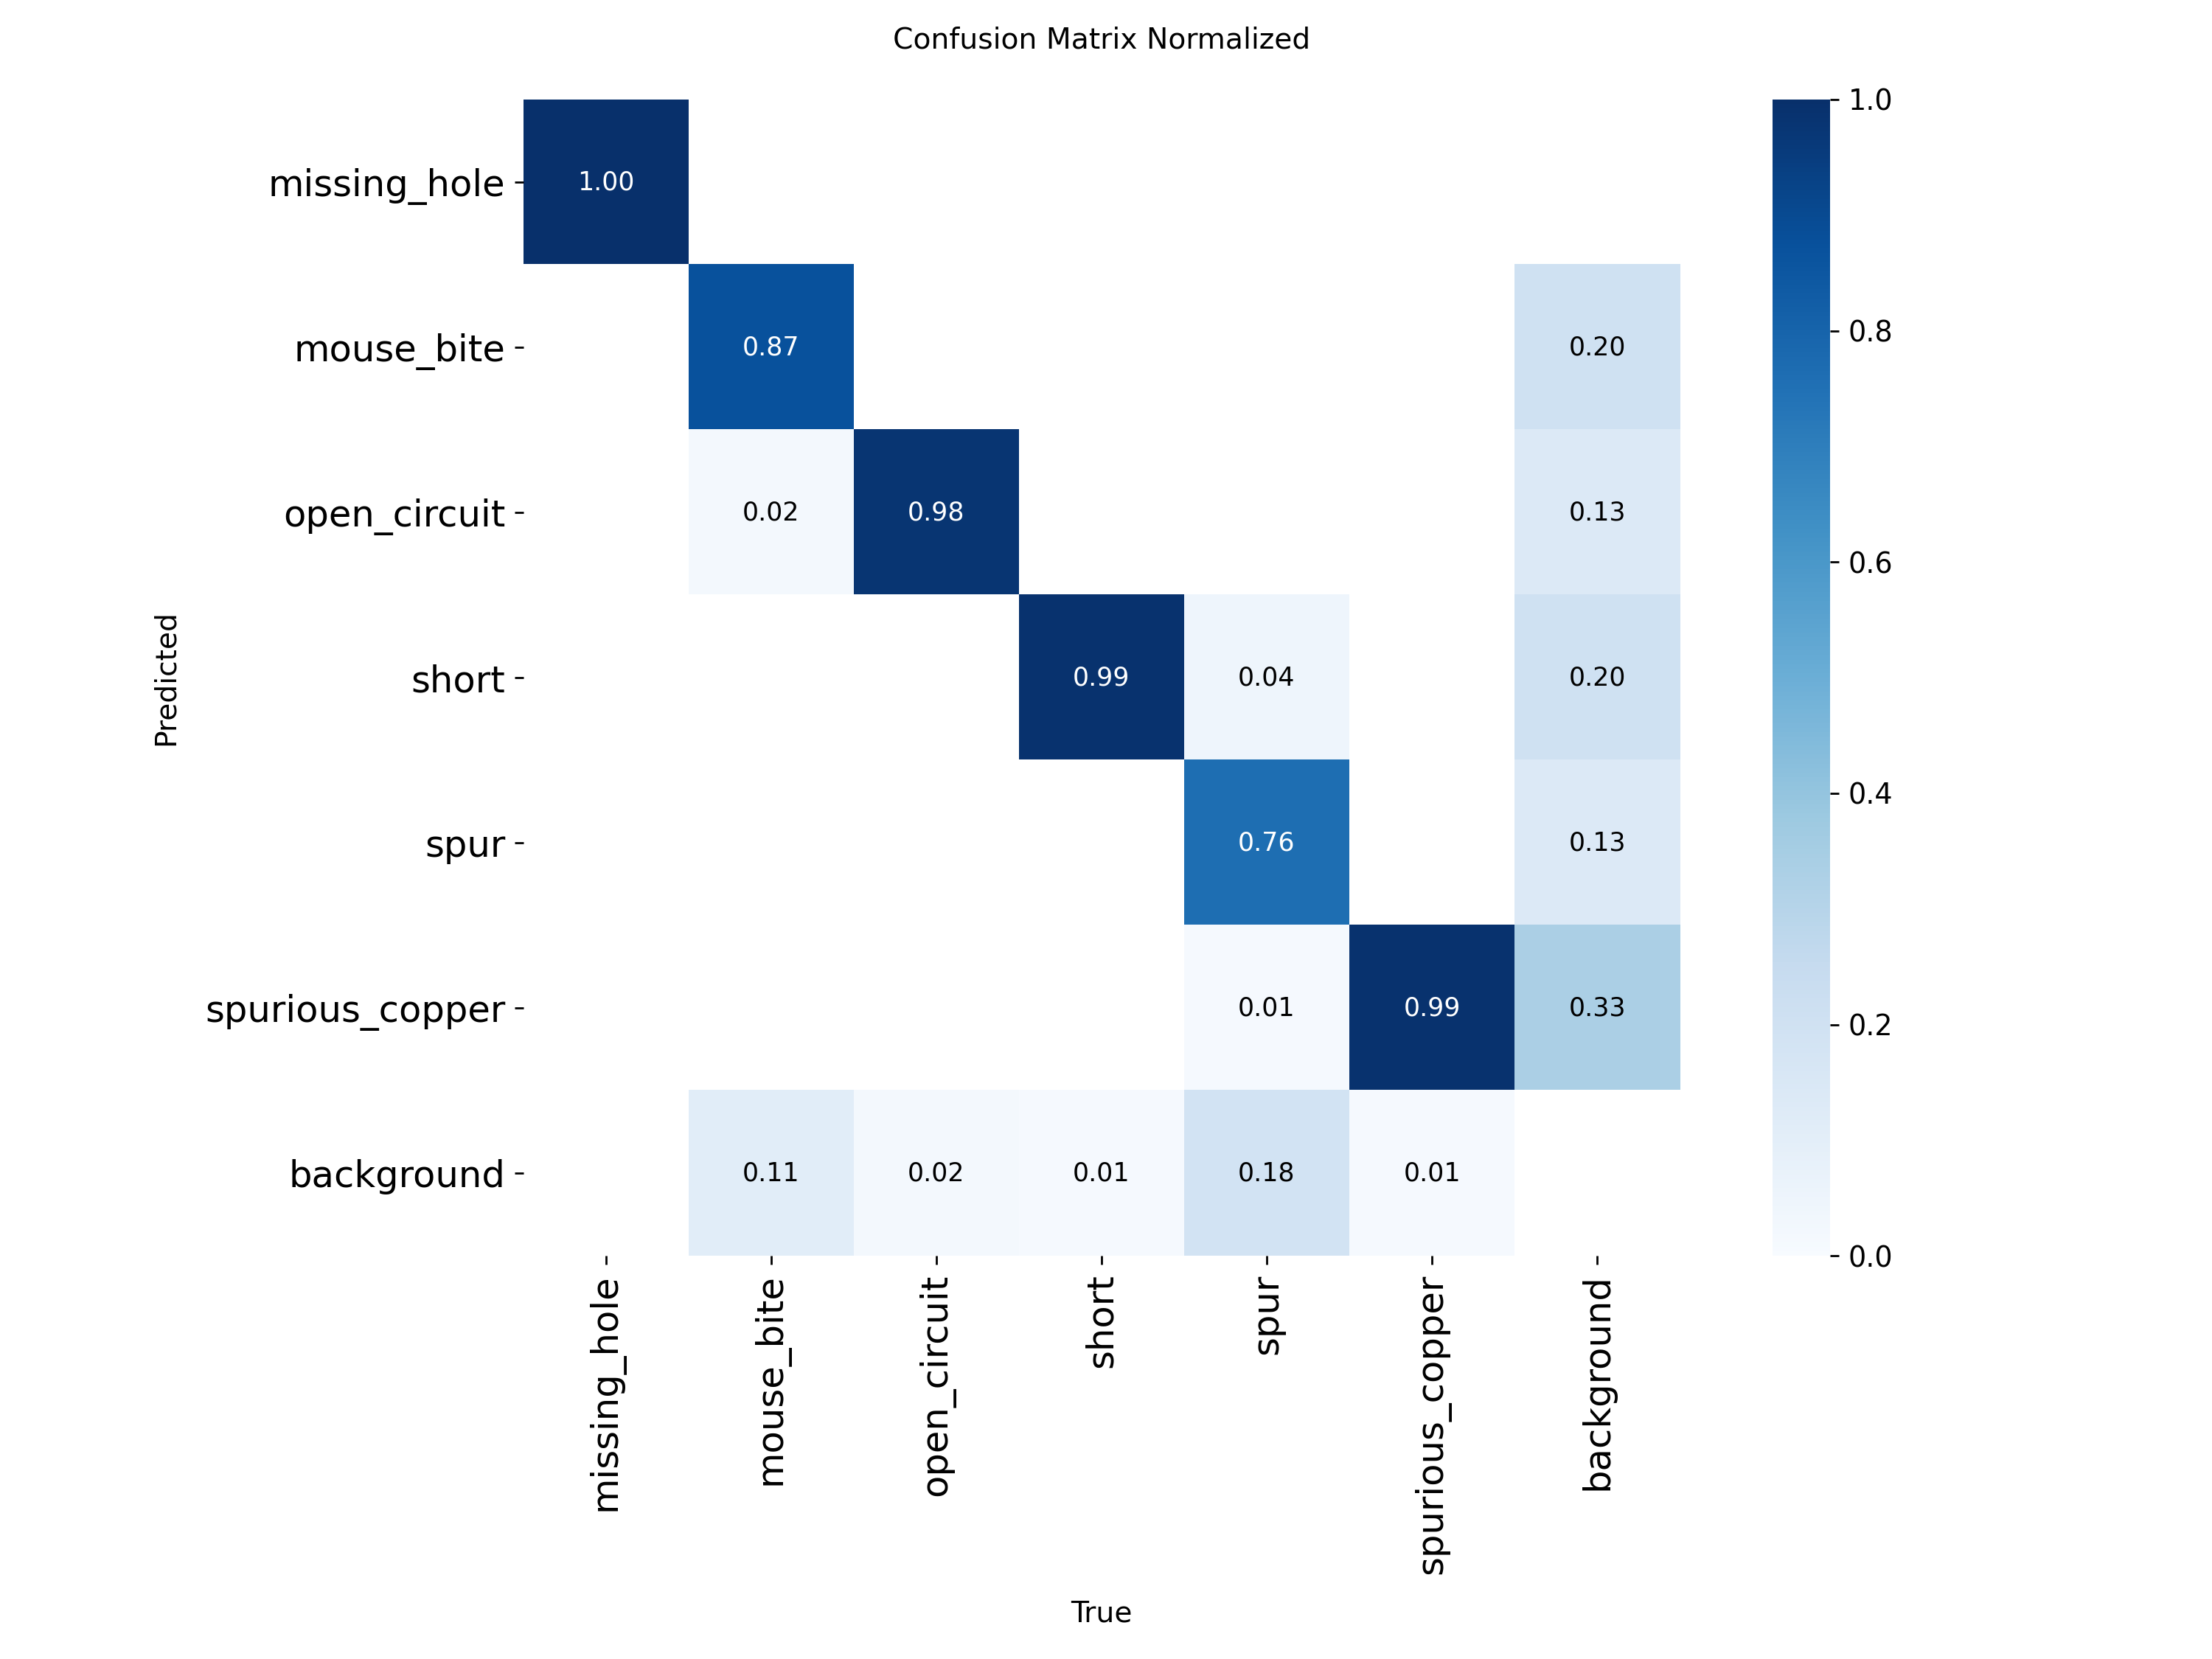 Confusion Matrix Normalized
Predicted
missing_hole
mouse_bite
open_circuit
short
spur
spurious_copper
background
1.00
0.87 0.20
0.02 0.98 0.13
0.99 0.04 0.20
0.76 0.13
0.01 0.99 0.33
0.11 0.02 0.01 0.18 0.01
missing_hole
mouse_bite
open_circuit
short
spur
spurious_copper
background
True
1.0
0.8
0.6
0.4
0.2
0.0